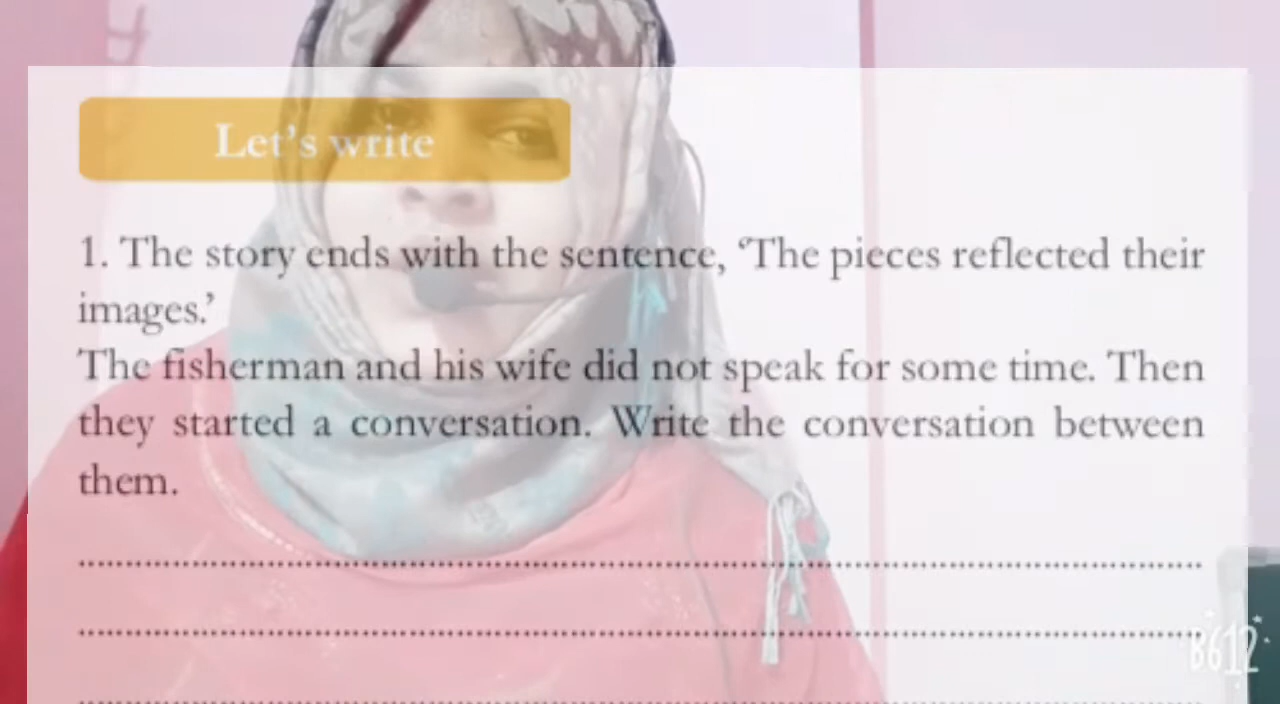 Let's write
1. The story ends with the sentence, ‘The pieces reflected their
images.’
The fisherman and his wife did not speak for some time. Then
they started a conversation. Write the conversation between
them.
B612